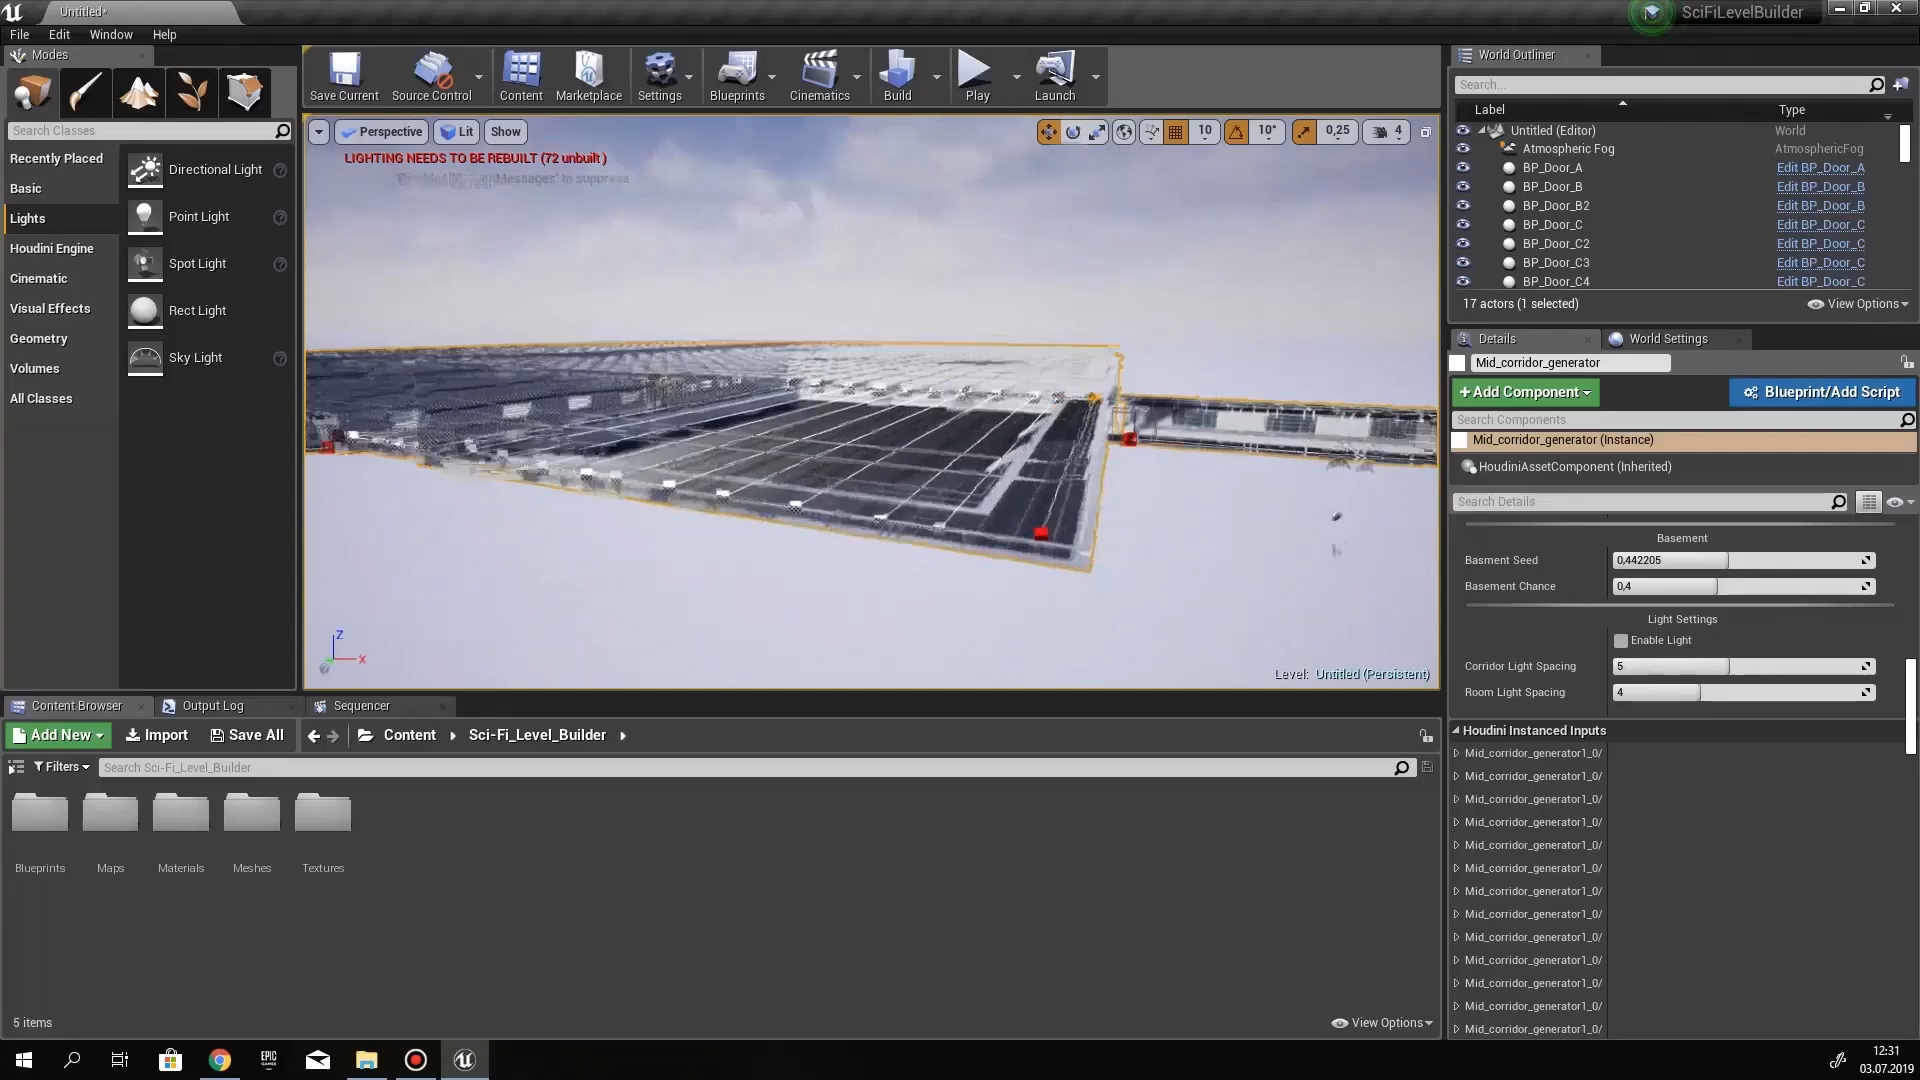 Untitled*
SciFiLevelBuilder
File Edit Window Help
Modes
Search Classes
Recently Placed
Basic
Lights
Houdini Engine
Cinematic
Visual Effects
Geometry
Volumes
All Classes
Directional Light
Point Light
Spot Light
Rect Light
Sky Light
Save Current Source Control Content Marketplace Settings Blueprints Cinematics Build Play Launch
Perspective Lit Show
10 10° 0,25 4
LIGHTING NEEDS TO BE REBUILT (72 unbuilt )
to suppress
Level: Untitled (Persistent)
Z
X
World Outliner
Search...
Label Type
Untitled (Editor) World
Atmospheric Fog AtmosphericFog
BP_Door_A Edit BP_Door_A
BP_Door_B Edit BP_Door_B
BP_Door_B2 Edit BP_Door_B
BP_Door_C Edit BP_Door_C
BP_Door_C2 Edit BP_Door_C
BP_Door_C3 Edit BP_Door_C
BP_Door_C4 Edit BP_Door_C
17 actors (1 selected) View Options
Details World Settings
Mid_corridor_generator
+Add Component Blueprint/Add Script
Search Components
Mid_corridor_generator (Instance)
HoudiniAssetComponent (Inherited)
Search Details
Basement
Basment Seed 0,442205
Basement Chance 0,4
Light Settings
Enable Light
Corridor Light Spacing 5
Room Light Spacing 4
Houdini Instanced Inputs
Mid_corridor_generator1_0/
Mid_corridor_generator1_0/
Mid_corridor_generator1_0/
Mid_corridor_generator1_0/
Mid_corridor_generator1_0/
Mid_corridor_generator1_0/
Mid_corridor_generator1_0/
Mid_corridor_generator1_0/
Mid_corridor_generator1_0/
Mid_corridor_generator1_0/
Mid_corridor_generator1_0/
Mid_corridor_generator1_0/
Mid_corridor_generator1_0/
Content Browser Output Log Sequencer
Add New Import Save All Content Sci-Fi_Level_Builder
Filters Search Sci-Fi_Level_Builder
Blueprints Maps Materials Meshes Textures
5 items View Options
EPIC
GAMES
12:31
03.07.2019